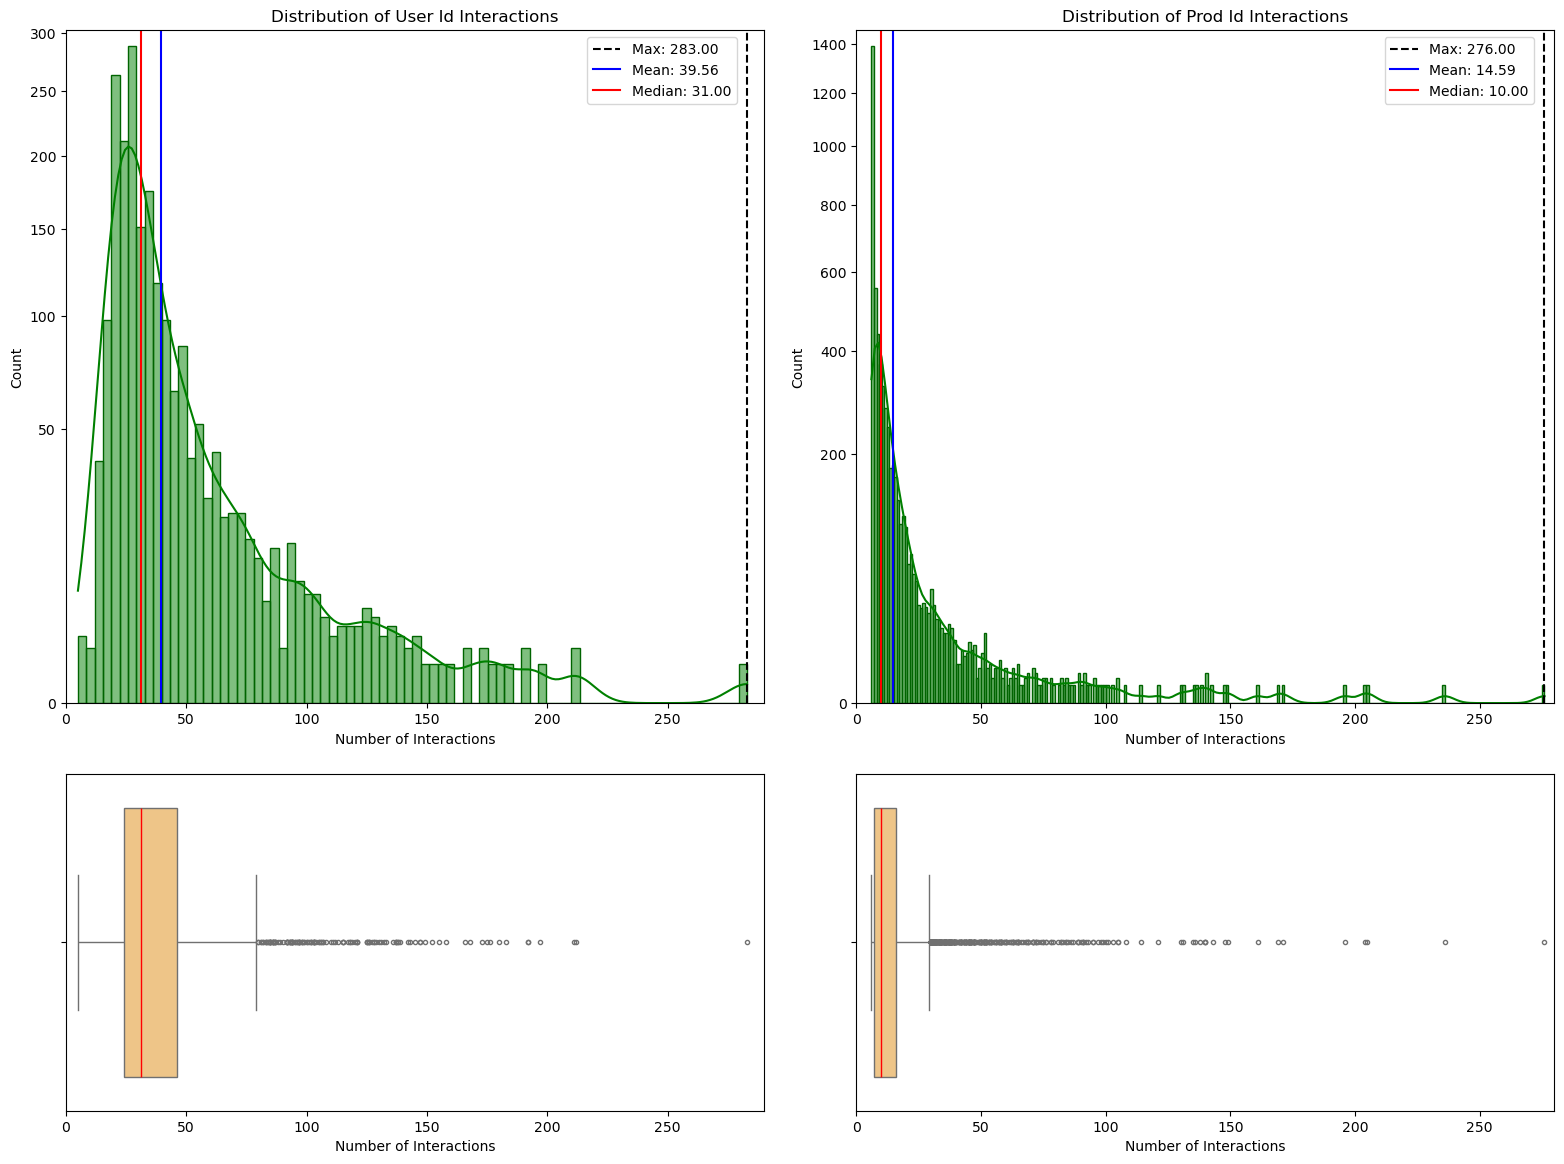 Distribution of User Id Interactions
300
250
200
150
100
50
0
Count
Max: 283.00
Mean: 39.56
Median: 31.00
0 50 100 150 200 250
Number of Interactions
Distribution of Prod Id Interactions
1400
1200
1000
800
600
400
200
0
Count
Max: 276.00
Mean: 14.59
Median: 10.00
0 50 100 150 200 250
Number of Interactions
0 50 100 150 200 250
Number of Interactions
0 50 100 150 200 250
Number of Interactions